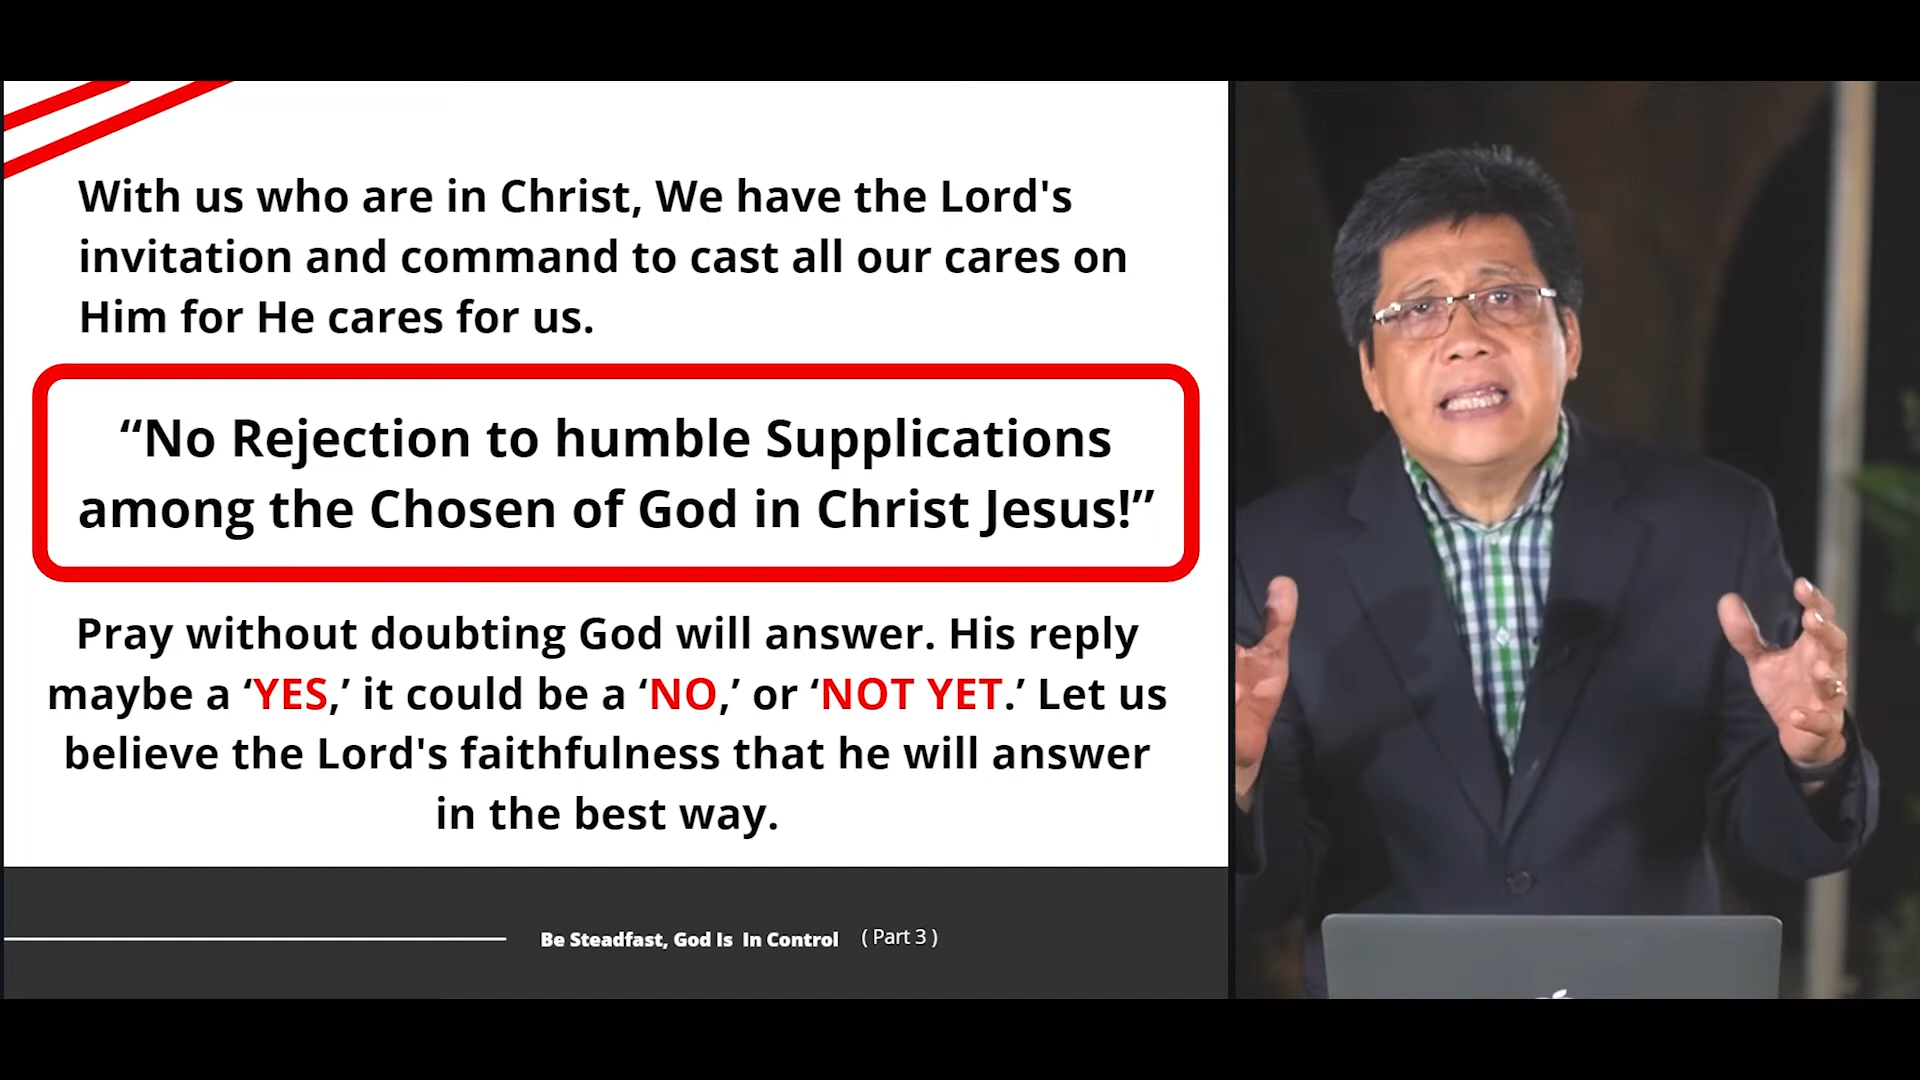 With us who are in Christ, We have the Lord's
invitation and command to cast all our cares on
Him for He cares for us.
“No Rejection to humble Supplications
among the Chosen of God in Christ Jesus!”
Pray without doubting God will answer. His reply
maybe a ‘YES,’ it could be a ‘NO,’ or ‘NOT YET.’ Let us
believe the Lord's faithfulness that he will answer
in the best way.
Be Steadfast, God Is In Control ( Part 3 )